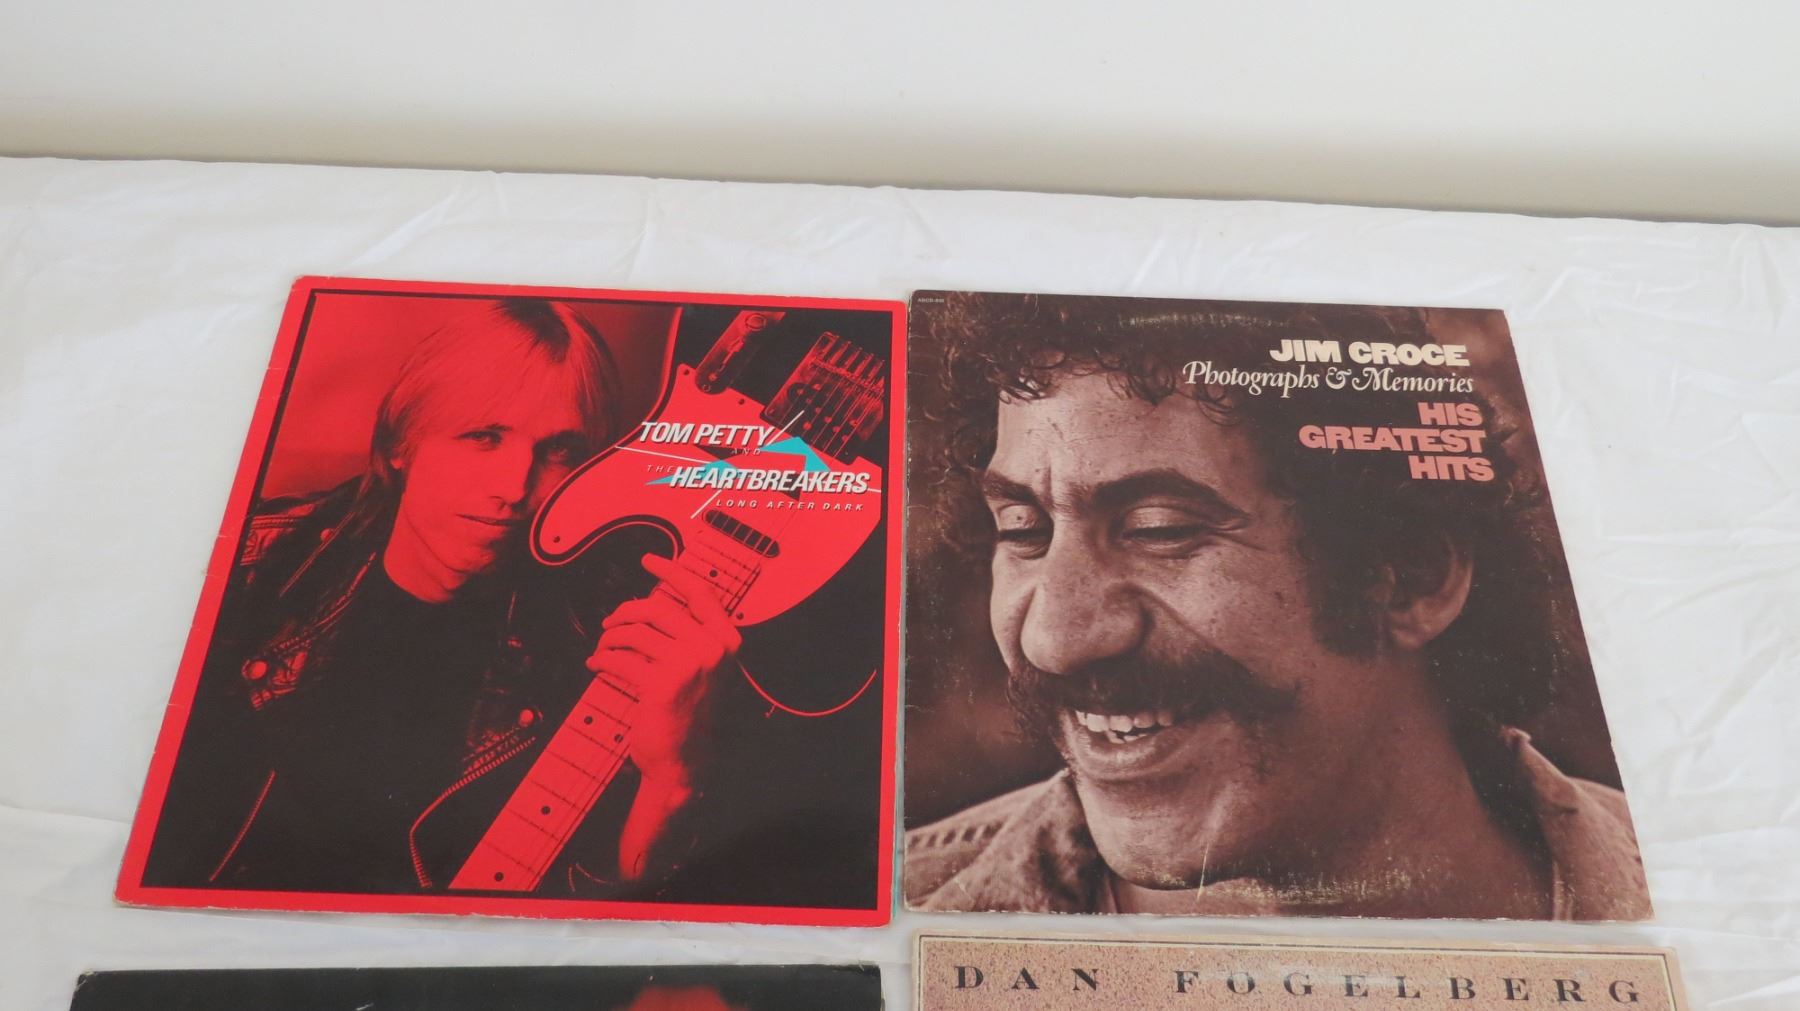 TOM PETTY
AND
THE HEARTBREAKERS
LONG AFTER DARK
JIM CROCE
Photographs & Memories
HIS
GREATEST
HITS
DAN FOGELBERG